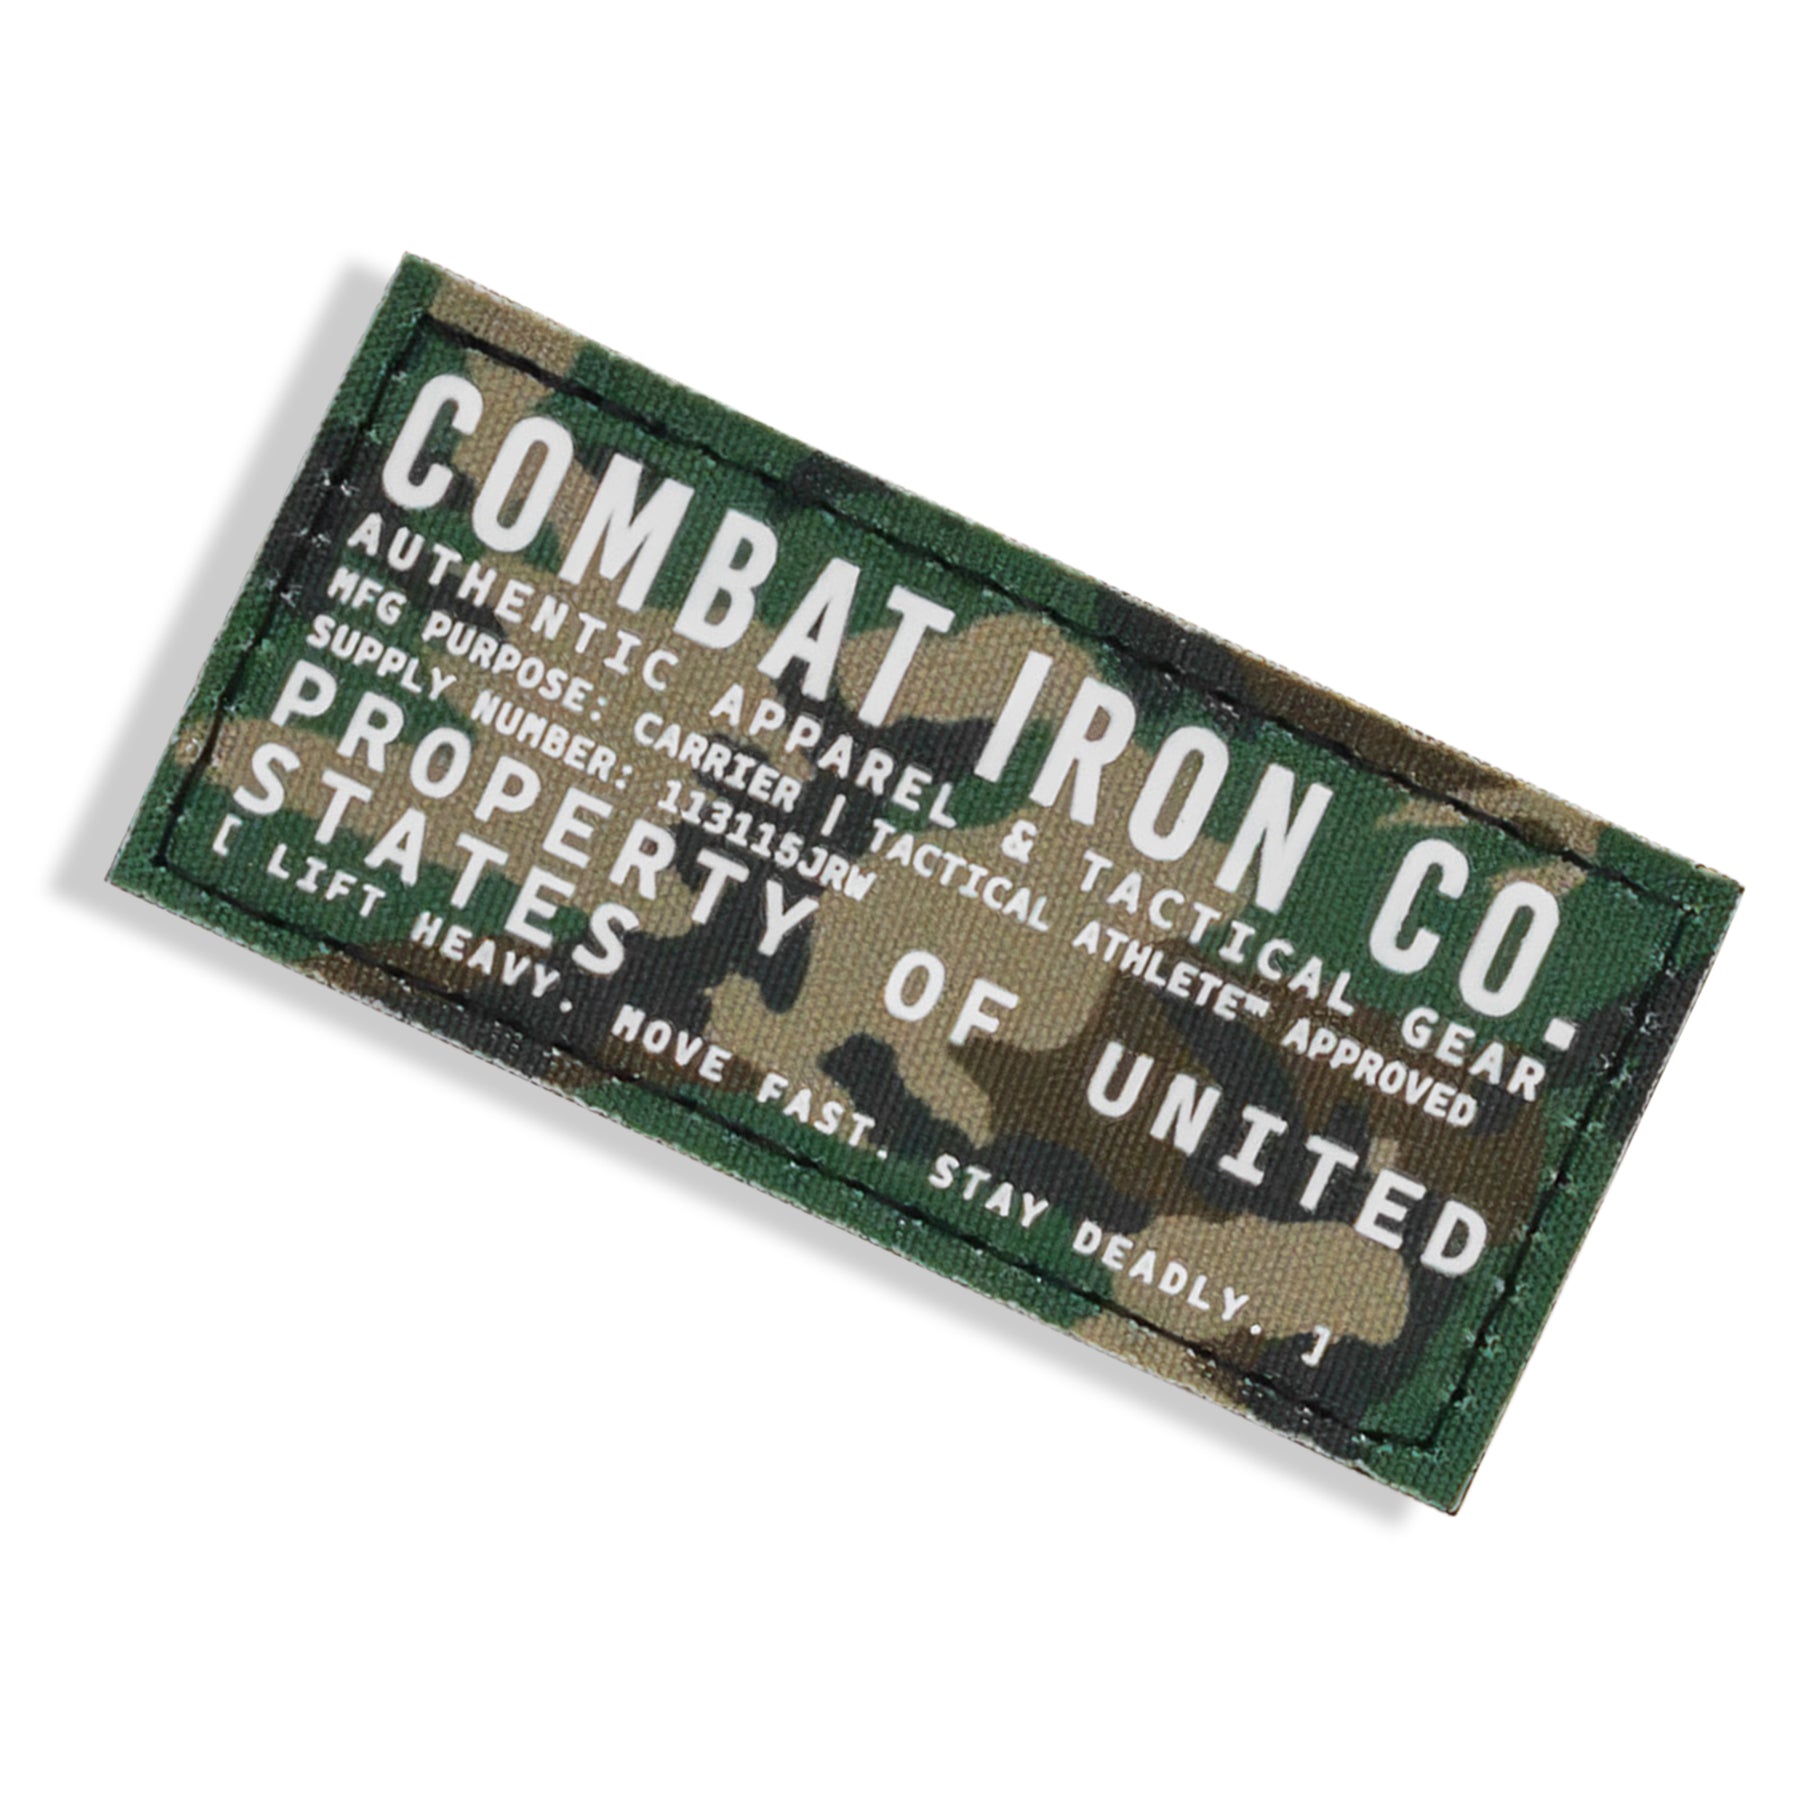 COMBAT IRON CO.
AUTHENTIC APPAREL & TACTICAL GEAR
MFG PURPOSE: CARRIER | TACTICAL ATHLETE™ APPROVED
SUPPLY NUMBER: 113115JRW
PROPERTY OF UNITED
STATES
[ LIFT HEAVY. MOVE FAST. STAY DEADLY. ]